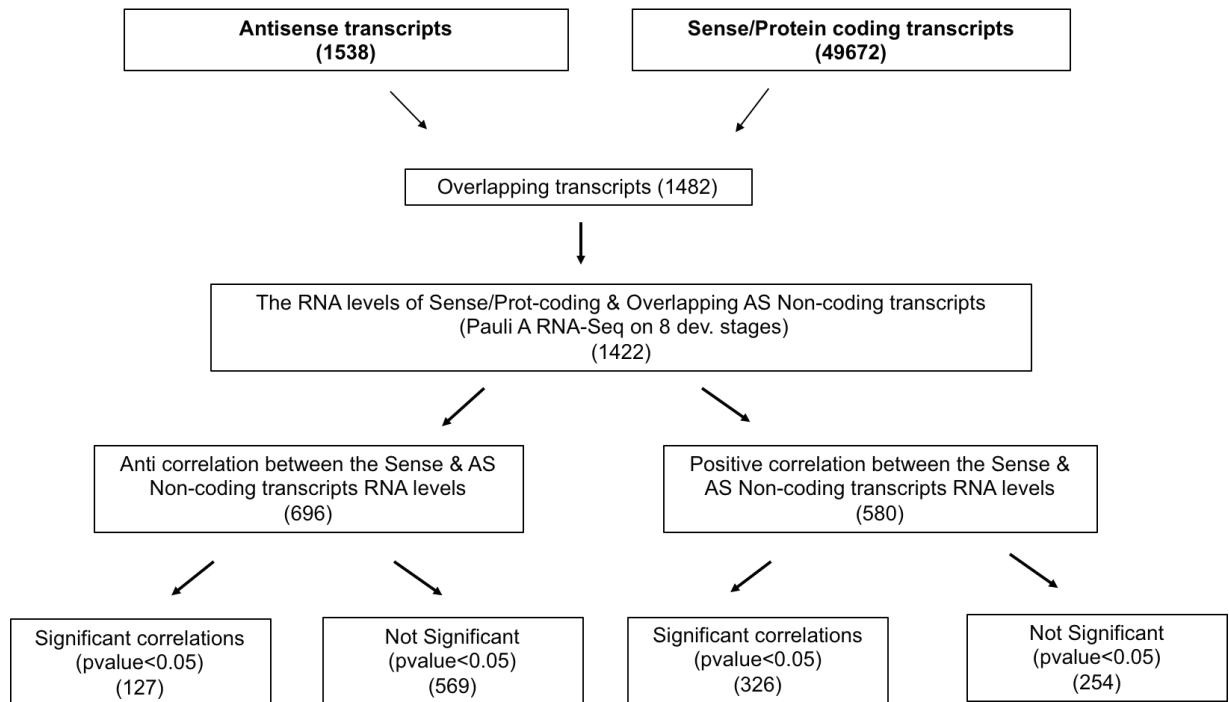 Antisense transcripts
(1538)
Sense/Protein coding transcripts
(49672)
Overlapping transcripts (1482)
The RNA levels of Sense/Prot-coding & Overlapping AS Non-coding transcripts
(Pauli A RNA-Seq on 8 dev. stages)
(1422)
Anti correlation between the Sense & AS
Non-coding transcripts RNA levels
(696)
Positive correlation between the Sense &
AS Non-coding transcripts RNA levels
(580)
Significant correlations
(pvalue<0.05)
(127)
Not Significant
(pvalue<0.05)
(569)
Significant correlations
(pvalue<0.05)
(326)
Not Significant
(pvalue<0.05)
(254)